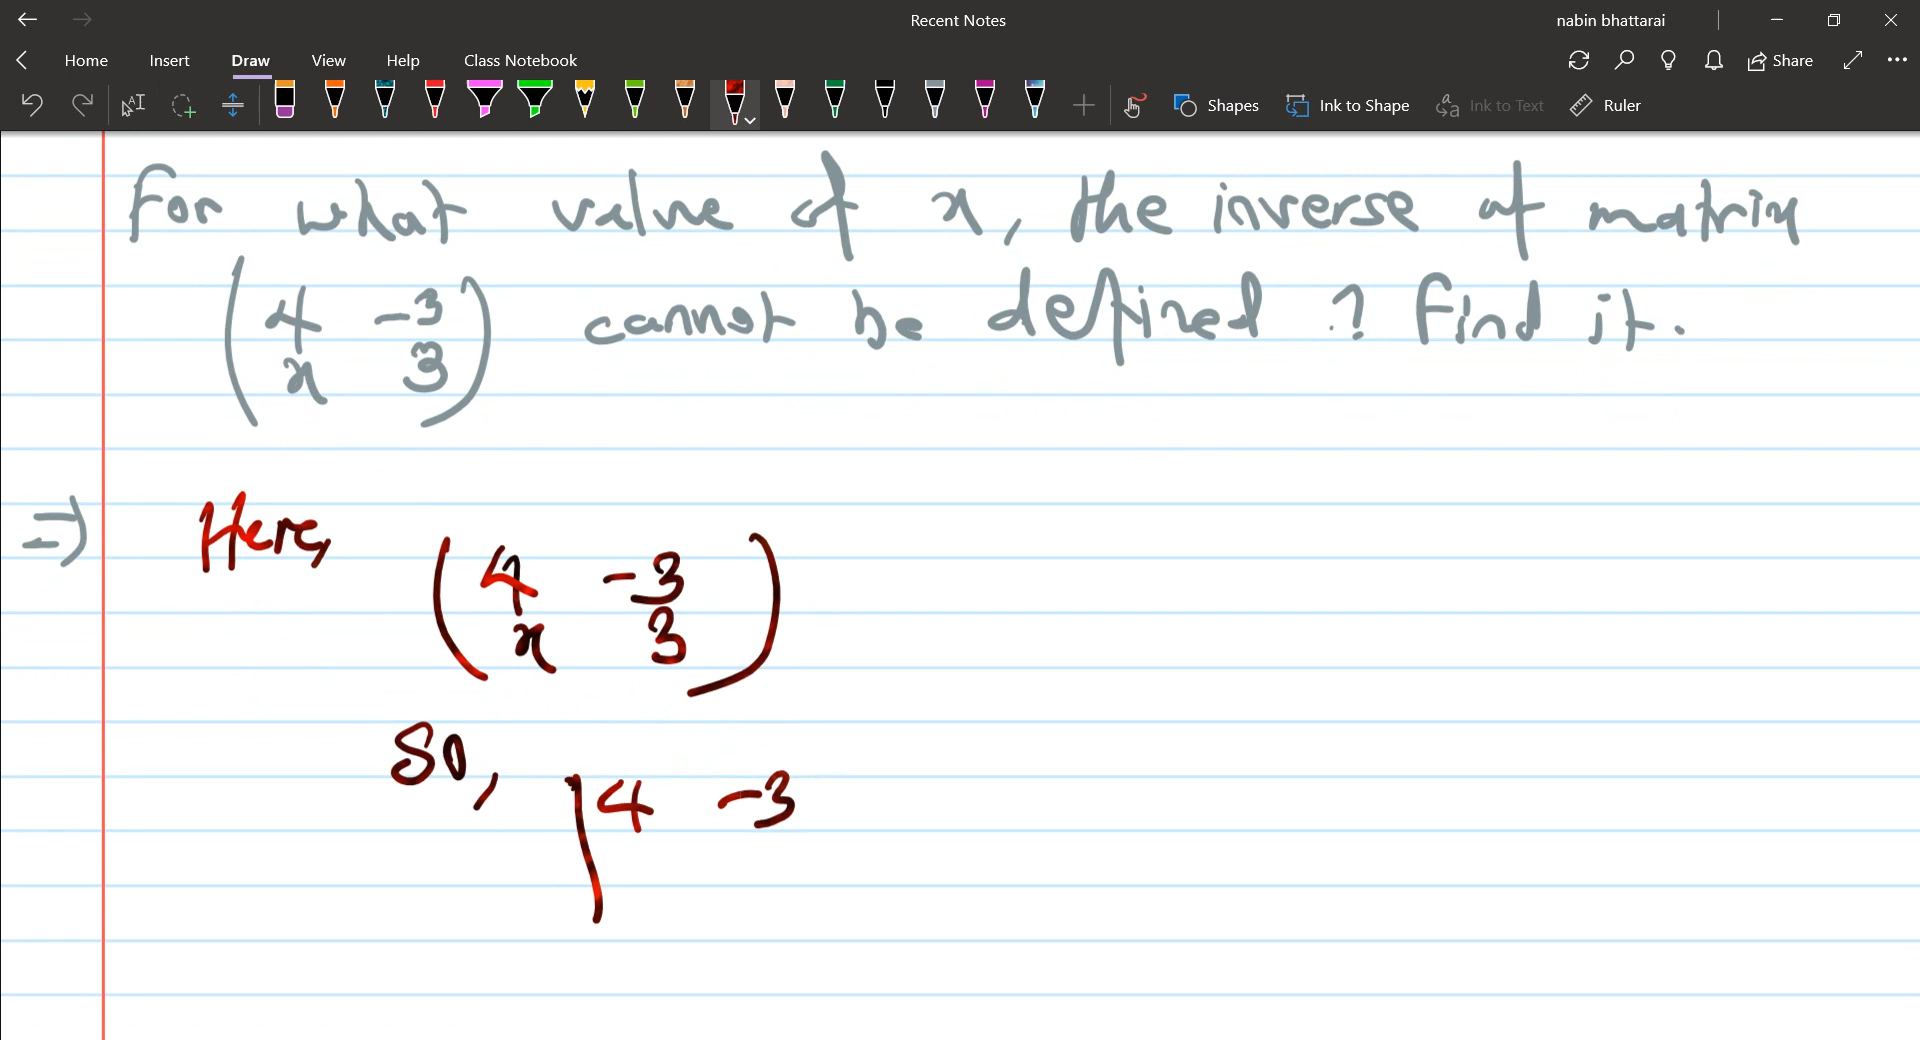 Recent Notes
nabin bhattarai
Home Insert Draw View Help Class Notebook
Share
Shapes Ink to Shape Ink to Text Ruler
For what value of x, the inverse of matrix
( 4 -3
x 3 ) cannot be defined ? Find it.
=> Here,
( 4 -3
x 3 )
So, | 4 -3